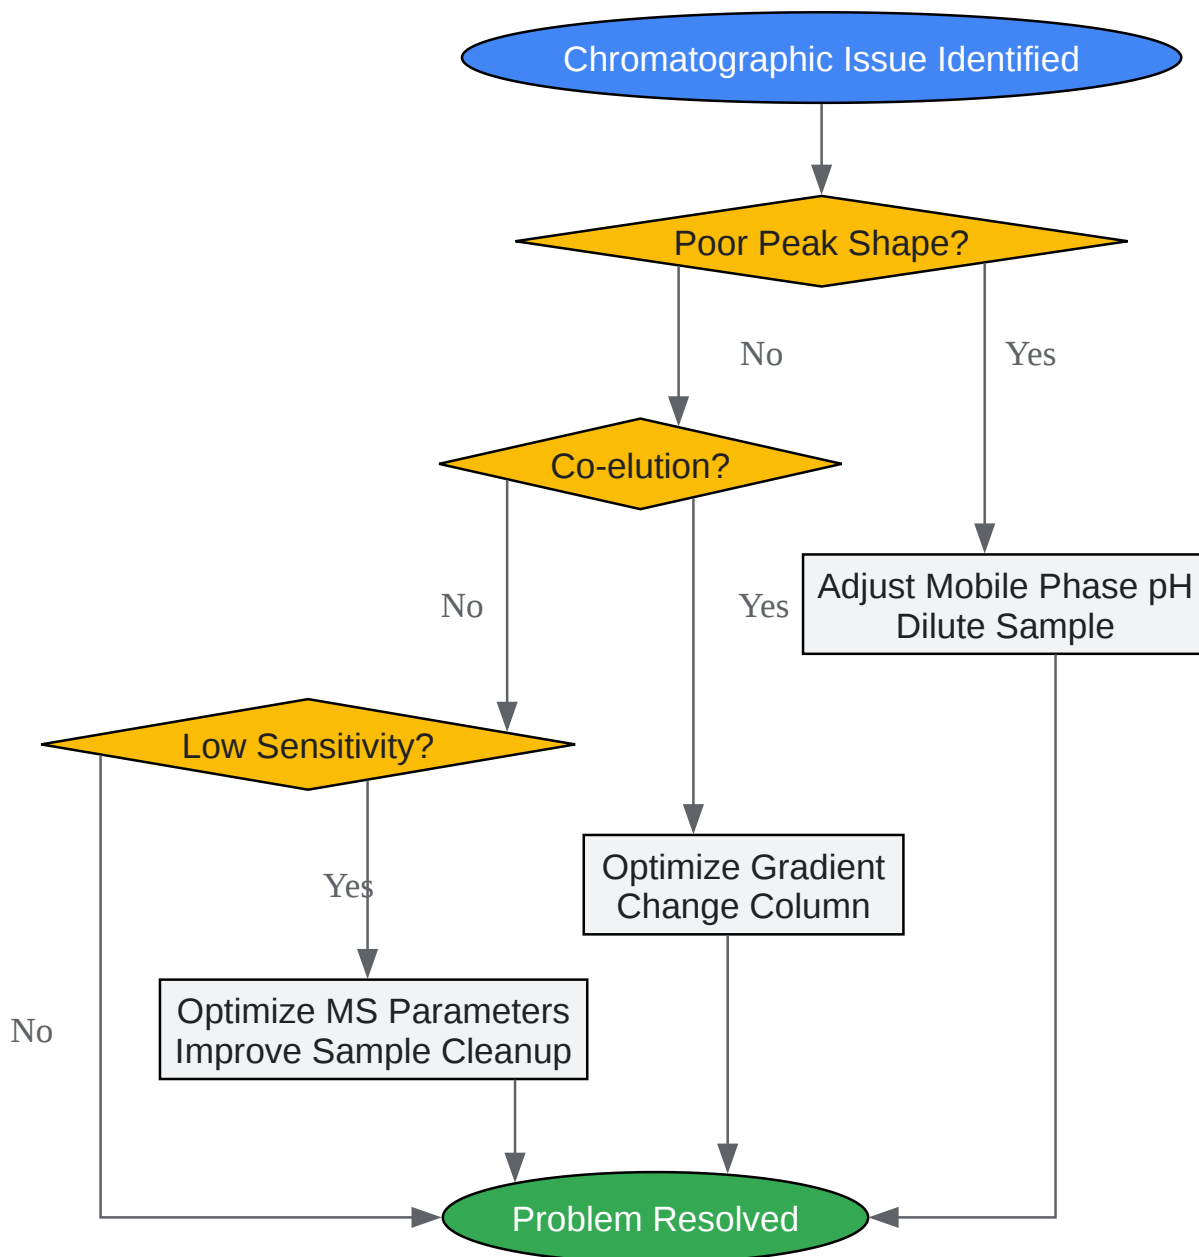 Chromatographic Issue Identified
Poor Peak Shape?
No
Yes
Co-elution?
No
Yes
Adjust Mobile Phase pH
Dilute Sample
Low Sensitivity?
Yes
Optimize Gradient
Change Column
No
Optimize MS Parameters
Improve Sample Cleanup
Problem Resolved